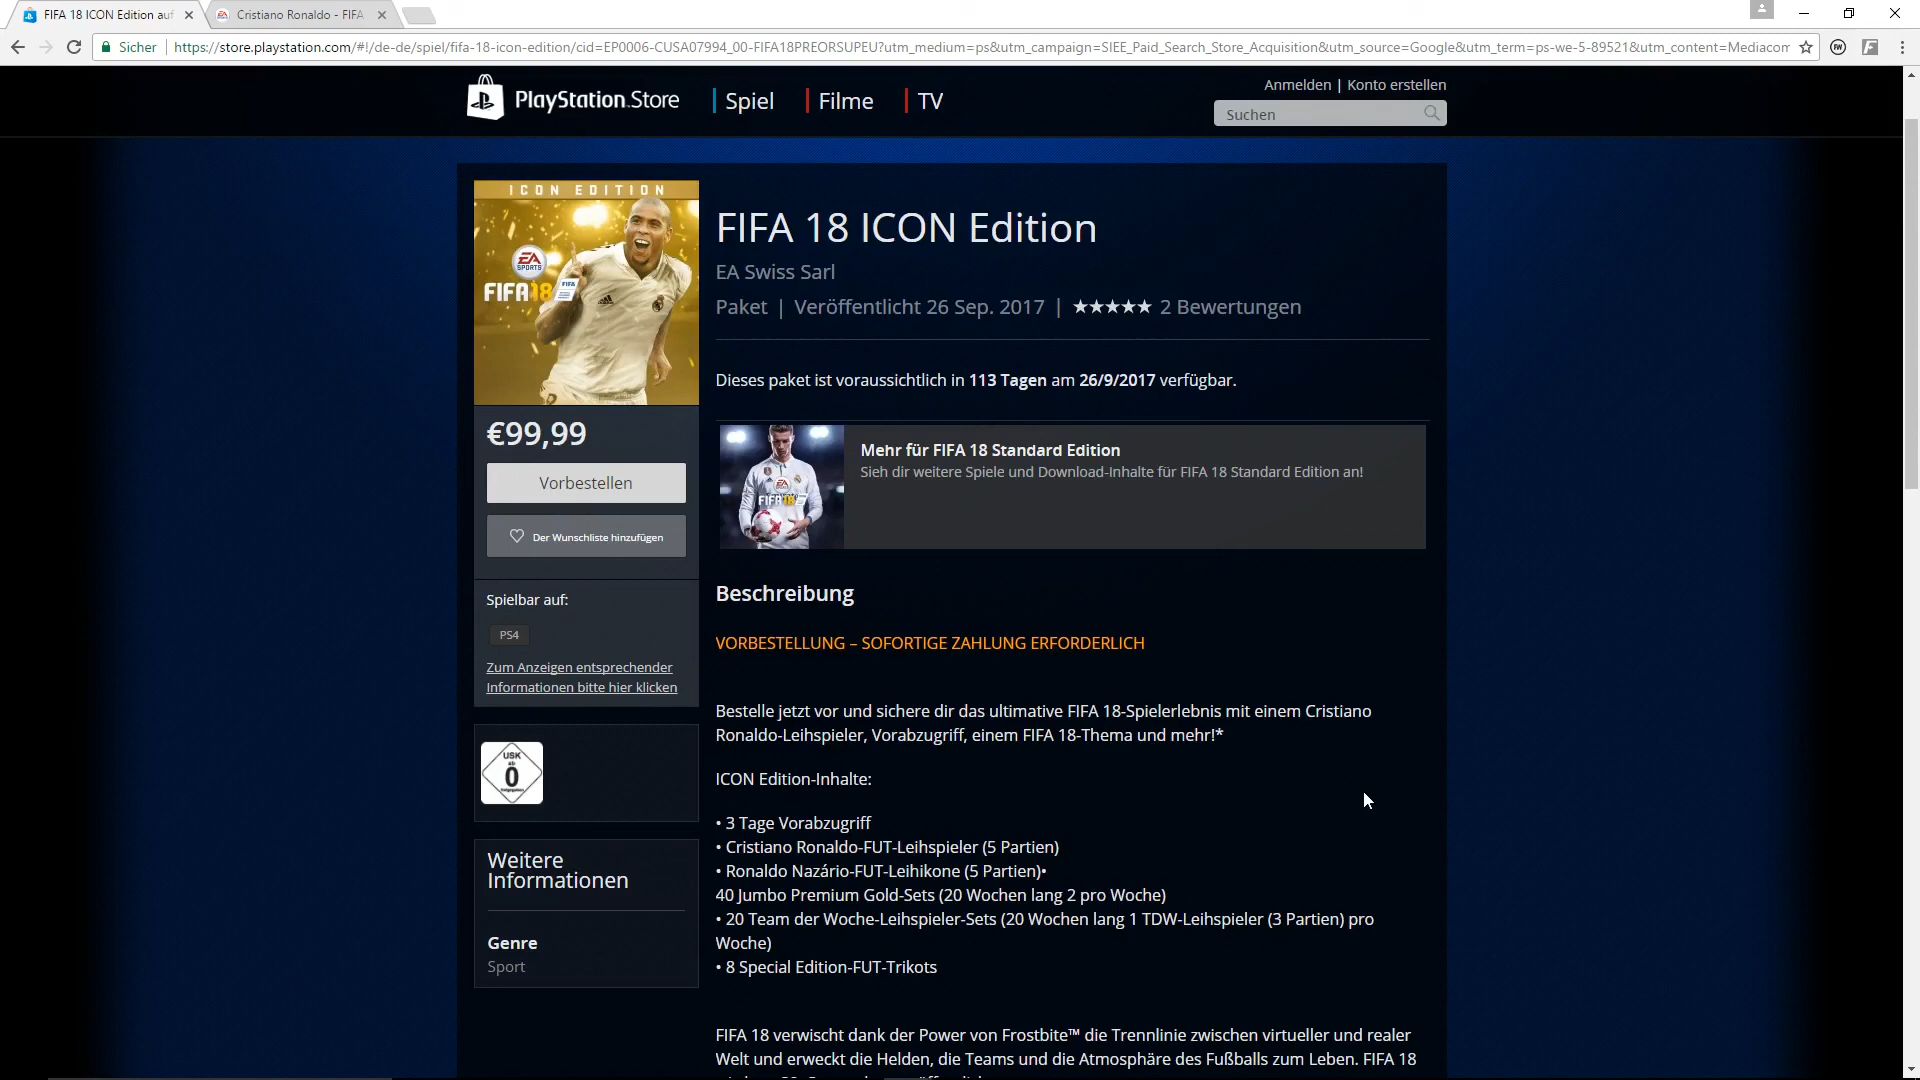 FIFA 18 ICON Edition auf
Cristiano Ronaldo - FIFA
Sicher
https://store.playstation.com/#!/de-de/spiel/fifa-18-icon-edition/cid=EP0006-CUSA07994_00-FIFA18PREORSUPEU?utm_medium=ps&utm_campaign=SIEE_Paid_Search_Store_Acquisition&utm_source=Google&utm_term=ps-we-5-89521&utm_content=Mediacom
PlayStation.Store
Spiel
Filme
TV
Anmelden | Konto erstellen
Suchen
ICON EDITION
EA SPORTS
FIFA 18
FIFA
€99,99
Vorbestellen
Der Wunschliste hinzufügen
Spielbar auf:
PS4
Zum Anzeigen entsprechender
Informationen bitte hier klicken
USK
ab
0
Weitere
Informationen
Genre
Sport
FIFA 18 ICON Edition
EA Swiss Sarl
Paket | Veröffentlicht 26 Sep. 2017 | ★★★★★ 2 Bewertungen
Dieses paket ist voraussichtlich in 113 Tagen am 26/9/2017 verfügbar.
EA
FIFA 18
Mehr für FIFA 18 Standard Edition
Sieh dir weitere Spiele und Download-Inhalte für FIFA 18 Standard Edition an!
Beschreibung
VORBESTELLUNG – SOFORTIGE ZAHLUNG ERFORDERLICH
Bestelle jetzt vor und sichere dir das ultimative FIFA 18-Spielerlebnis mit einem Cristiano
Ronaldo-Leihspieler, Vorabzugriff, einem FIFA 18-Thema und mehr!*
ICON Edition-Inhalte:
• 3 Tage Vorabzugriff
• Cristiano Ronaldo-FUT-Leihspieler (5 Partien)
• Ronaldo Nazário-FUT-Leihikone (5 Partien)•
40 Jumbo Premium Gold-Sets (20 Wochen lang 2 pro Woche)
• 20 Team der Woche-Leihspieler-Sets (20 Wochen lang 1 TDW-Leihspieler (3 Partien) pro
Woche)
• 8 Special Edition-FUT-Trikots
FIFA 18 verwischt dank der Power von Frostbite™ die Trennlinie zwischen virtueller und realer
Welt und erweckt die Helden, die Teams und die Atmosphäre des Fußballs zum Leben. FIFA 18